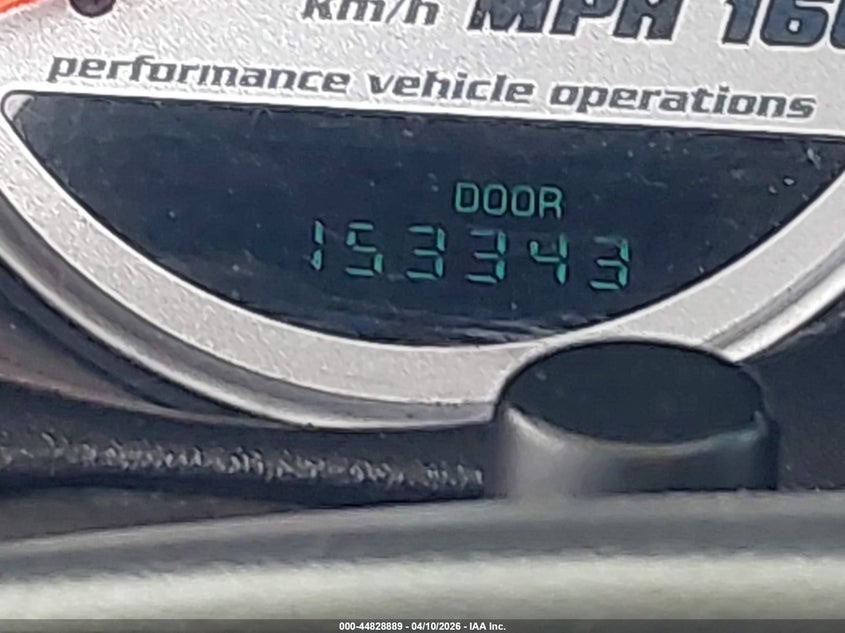 km/h MPH 160
performance vehicle operations
DOOR
153343
000-44828889 - 04/10/2026 - IAA Inc.